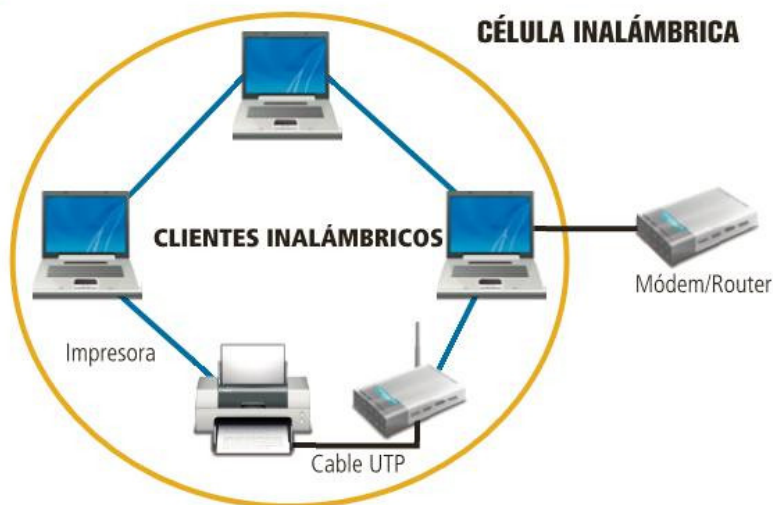 CÉLULA INALÁMBRICA
CLIENTES INALÁMBRICOS
Módem/Router
Impresora
Cable UTP